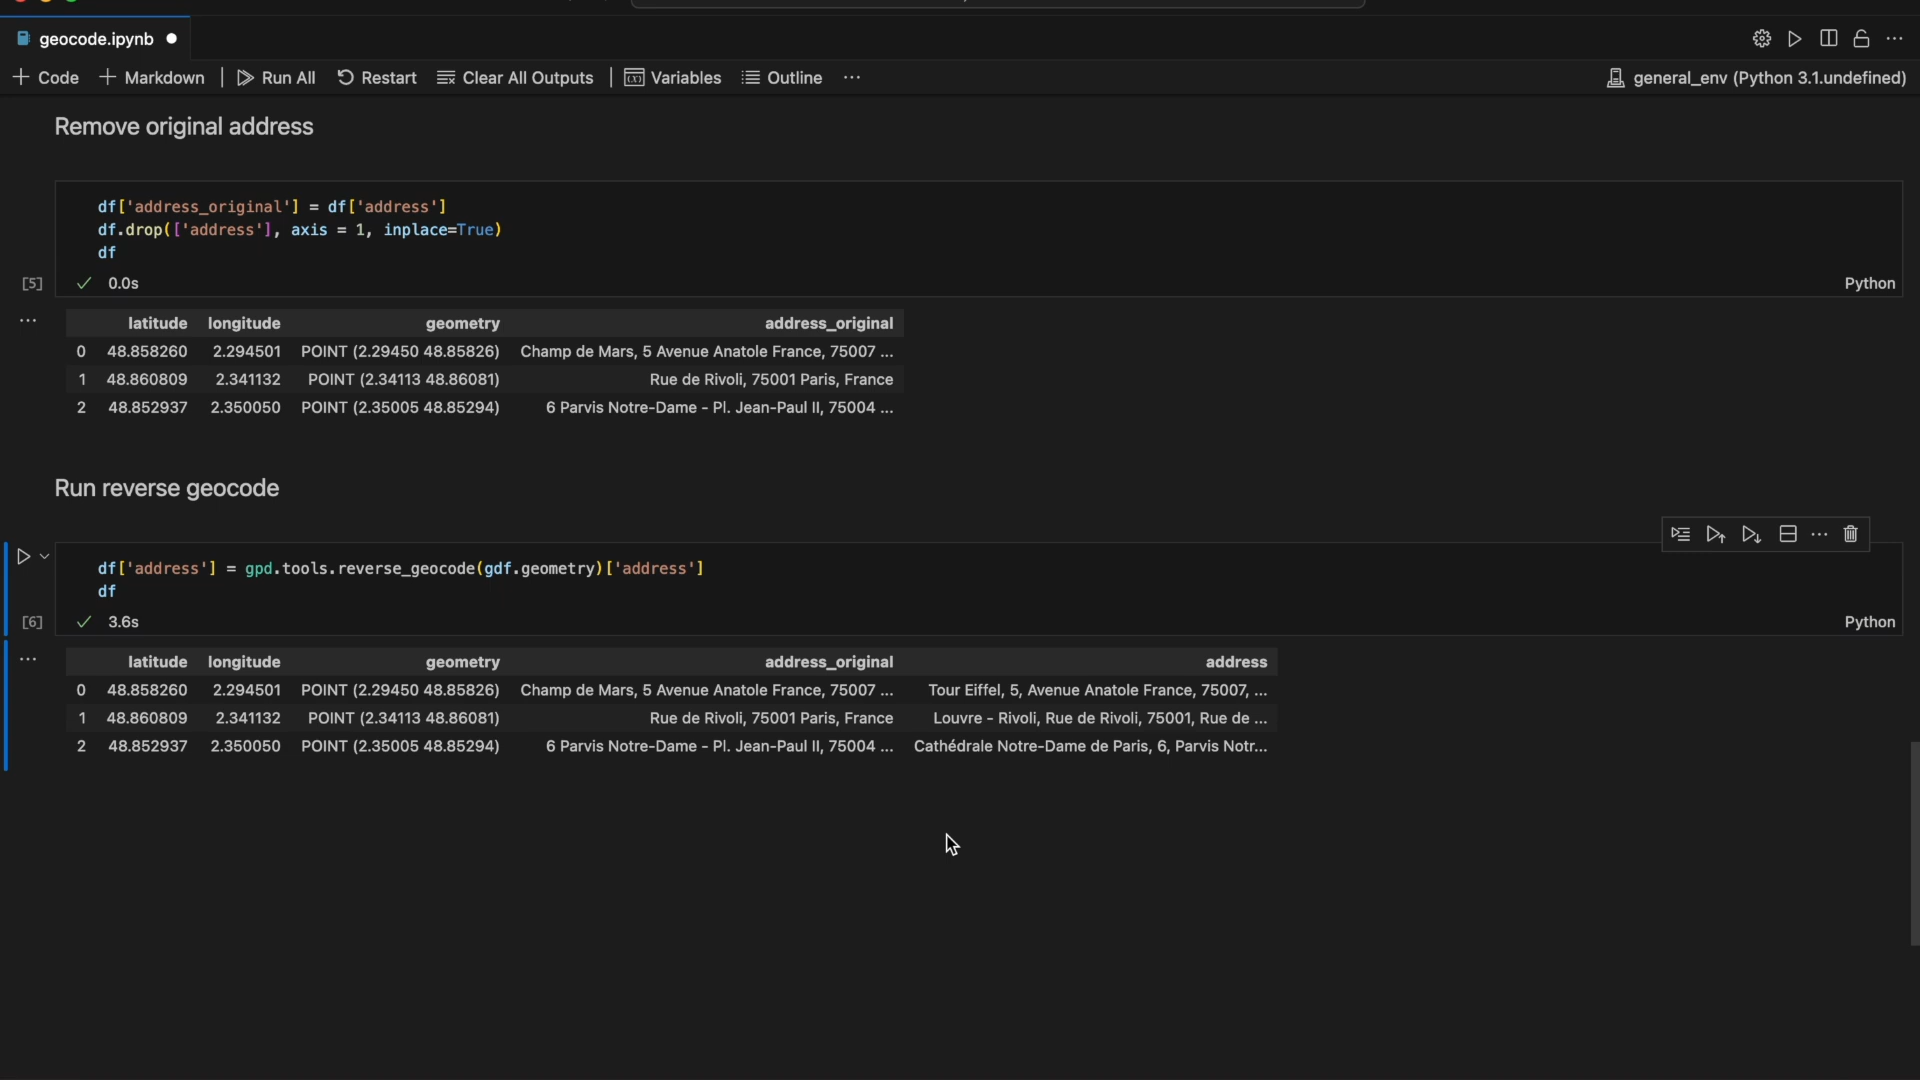 geocode.ipynb
Code Markdown Run All Restart Clear All Outputs Variables Outline ... general_env (Python 3.1.undefined)
Remove original address
df['address_original'] = df['address']
df.drop(['address'], axis = 1, inplace=True)
df
[5] ✓ 0.0s Python
... latitude longitude geometry address_original
0 48.858260 2.294501 POINT (2.29450 48.85826) Champ de Mars, 5 Avenue Anatole France, 75007 ...
1 48.860809 2.341132 POINT (2.34113 48.86081) Rue de Rivoli, 75001 Paris, France
2 48.852937 2.350050 POINT (2.35005 48.85294) 6 Parvis Notre-Dame - Pl. Jean-Paul II, 75004 ...
Run reverse geocode
df['address'] = gpd.tools.reverse_geocode(gdf.geometry)['address']
df
[6] ✓ 3.6s Python
... latitude longitude geometry address_original address
0 48.858260 2.294501 POINT (2.29450 48.85826) Champ de Mars, 5 Avenue Anatole France, 75007 ... Tour Eiffel, 5, Avenue Anatole France, 75007, ...
1 48.860809 2.341132 POINT (2.34113 48.86081) Rue de Rivoli, 75001 Paris, France Louvre - Rivoli, Rue de Rivoli, 75001, Rue de ...
2 48.852937 2.350050 POINT (2.35005 48.85294) 6 Parvis Notre-Dame - Pl. Jean-Paul II, 75004 ... Cathédrale Notre-Dame de Paris, 6, Parvis Notr...